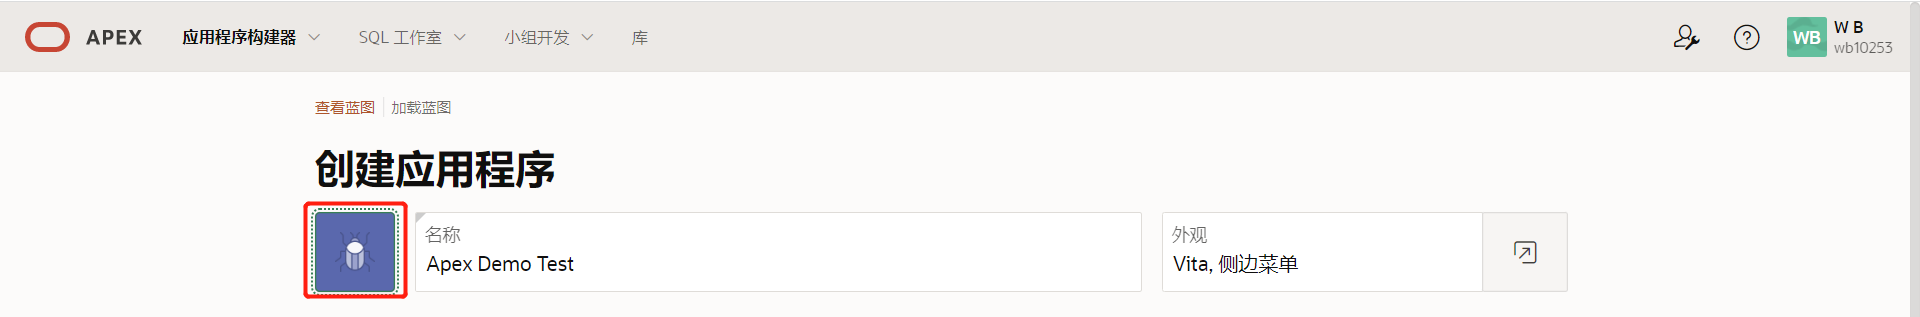 APEX 应用程序构建器 SQL 工作室 小组开发 库 WB W B
wb10253
查看蓝图 加载蓝图
创建应用程序
名称 外观
Apex Demo Test Vita, 侧边菜单